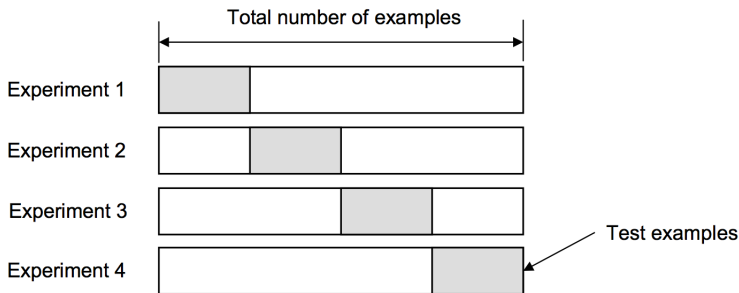 Total number of examples
Experiment 1
Experiment 2
Experiment 3
Test examples
Experiment 4